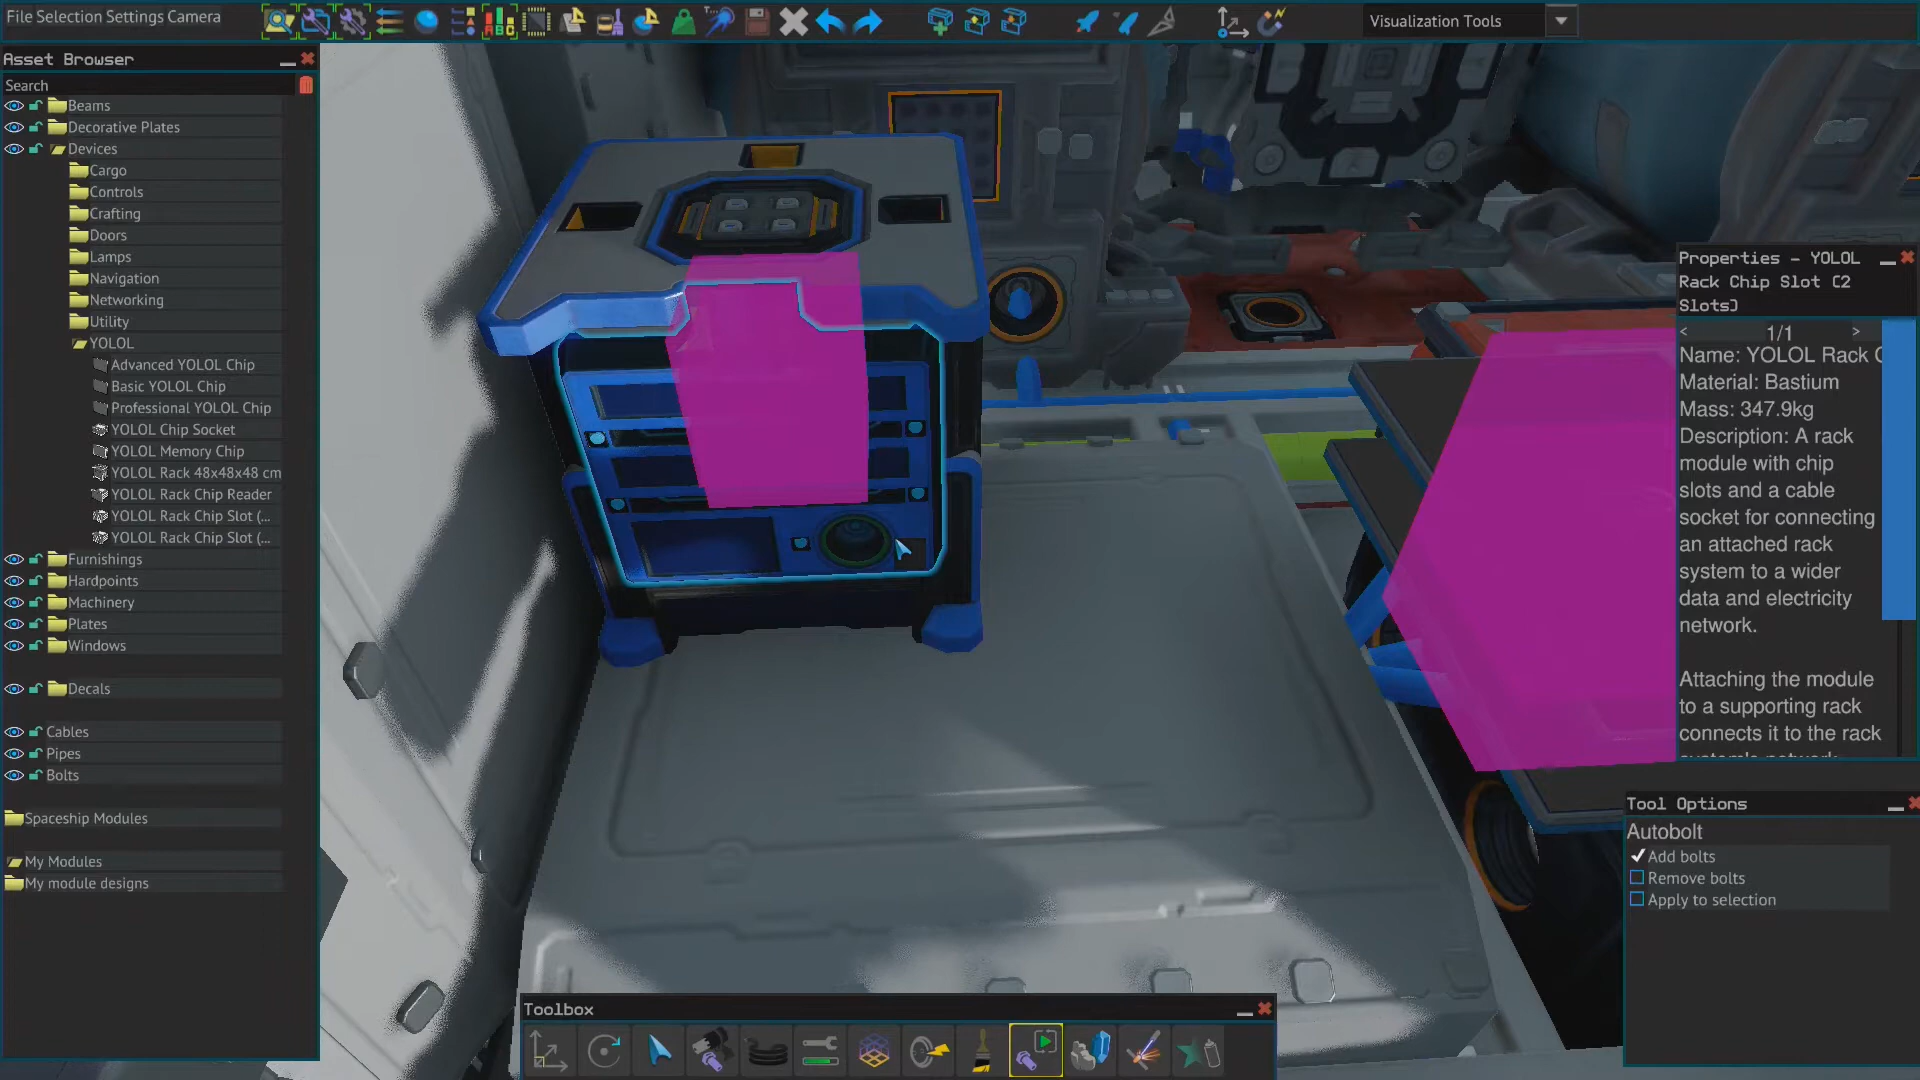 File Selection Settings Camera
Visualization Tools
Asset Browser
Search
Beams
Decorative Plates
Devices
Cargo
Controls
Crafting
Doors
Lamps
Navigation
Networking
Utility
YOLOL
Advanced YOLOL Chip
Basic YOLOL Chip
Professional YOLOL Chip
YOLOL Chip Socket
YOLOL Memory Chip
YOLOL Rack 48x48x48 cm
YOLOL Rack Chip Reader
YOLOL Rack Chip Slot (...
YOLOL Rack Chip Slot (...
Furnishings
Hardpoints
Machinery
Plates
Windows
Decals
Cables
Pipes
Bolts
Spaceship Modules
My Modules
My module designs
Properties - YOLOL
Rack Chip Slot (2
Slots)
< 1/1 >
Name: YOLOL Rack C
Material: Bastium
Mass: 347.9kg
Description: A rack
module with chip
slots and a cable
socket for connecting
an attached rack
system to a wider
data and electricity
network.
Attaching the module
to a supporting rack
connects it to the rack
Tool Options
Autobolt
Add bolts
Remove bolts
Apply to selection
Toolbox